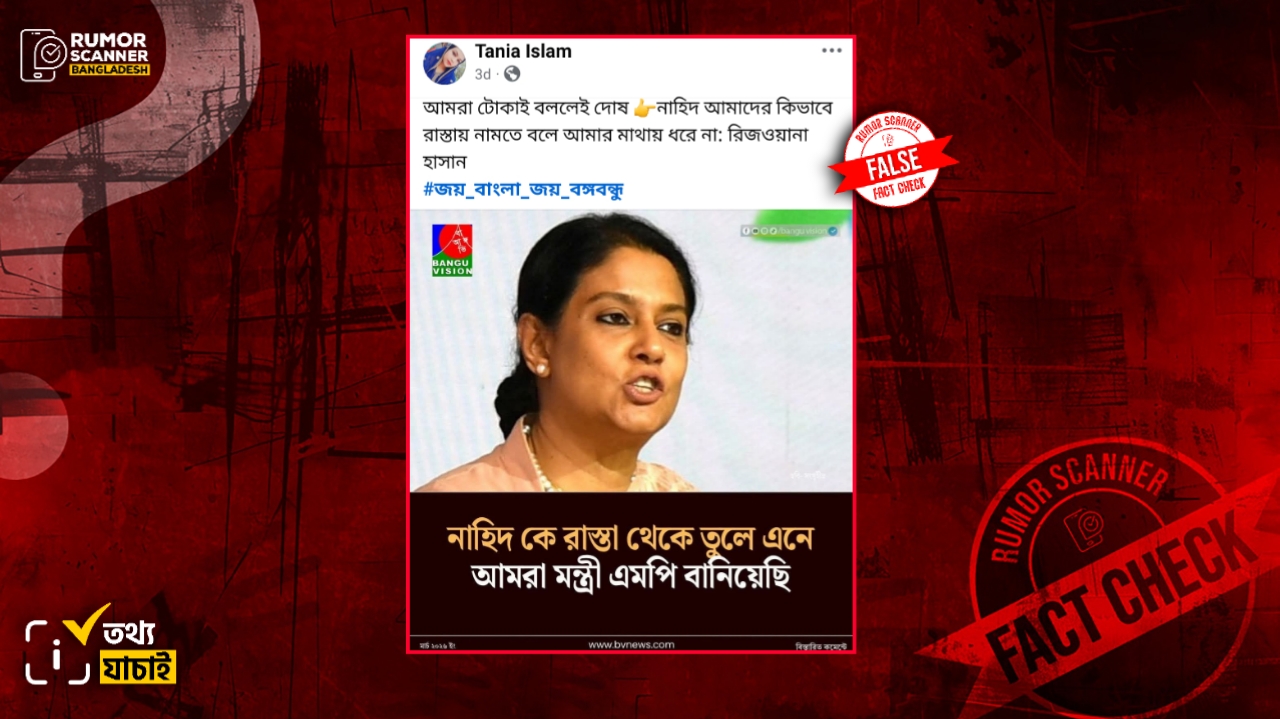 RUMOR
SCANNER
BANGLADESH
Tania Islam
3d
আমরা টোকাই বললেই দোষ 👉নাহিদ আমাদের কিভাবে
রাস্তায় নামতে বলে আমার মাথায় ধরে না: রিজওয়ানা
হাসান
#জয়_বাংলা_জয়_বঙ্গবন্ধু
RUMOR SCANNER
FALSE
FACT CHECK
BANGU
VISION
নাহিদ কে রাস্তা থেকে তুলে এনে
আমরা মন্ত্রী এমপি বানিয়েছি
মার্চ ২০২৬ ইং
www.bvnews.com
বিস্তারিত কমেন্টে
RUMOR SCANNER
FACT CHECK
তথ্য
যাচাই